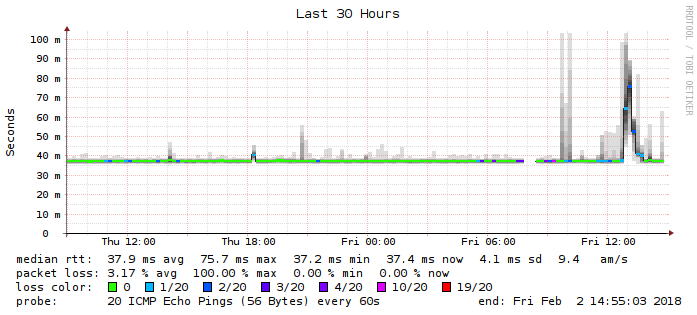 Last 30 Hours
RRDTOOL / TOBI OETIKER
Seconds
100 m
90 m
80 m
70 m
60 m
50 m
40 m
30 m
20 m
10 m
0
Thu 12:00 Thu 18:00 Fri 00:00 Fri 06:00 Fri 12:00
median rtt: 37.9 ms avg 75.7 ms max 37.2 ms min 37.4 ms now 4.1 ms sd 9.4 am/s
packet loss: 3.17 % avg 100.00 % max 0.00 % min 0.00 % now
loss color: 0 1/20 2/20 3/20 4/20 10/20 19/20
probe: 20 ICMP Echo Pings (56 Bytes) every 60s end: Fri Feb 2 14:55:03 2018